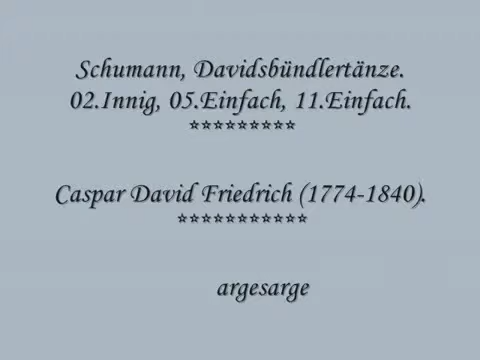 Schumann, Davidsbündlertänze.
02.Innig, 05.Einfach, 11.Einfach.
*********
Caspar David Friedrich (1774-1840).
***********
argesarge